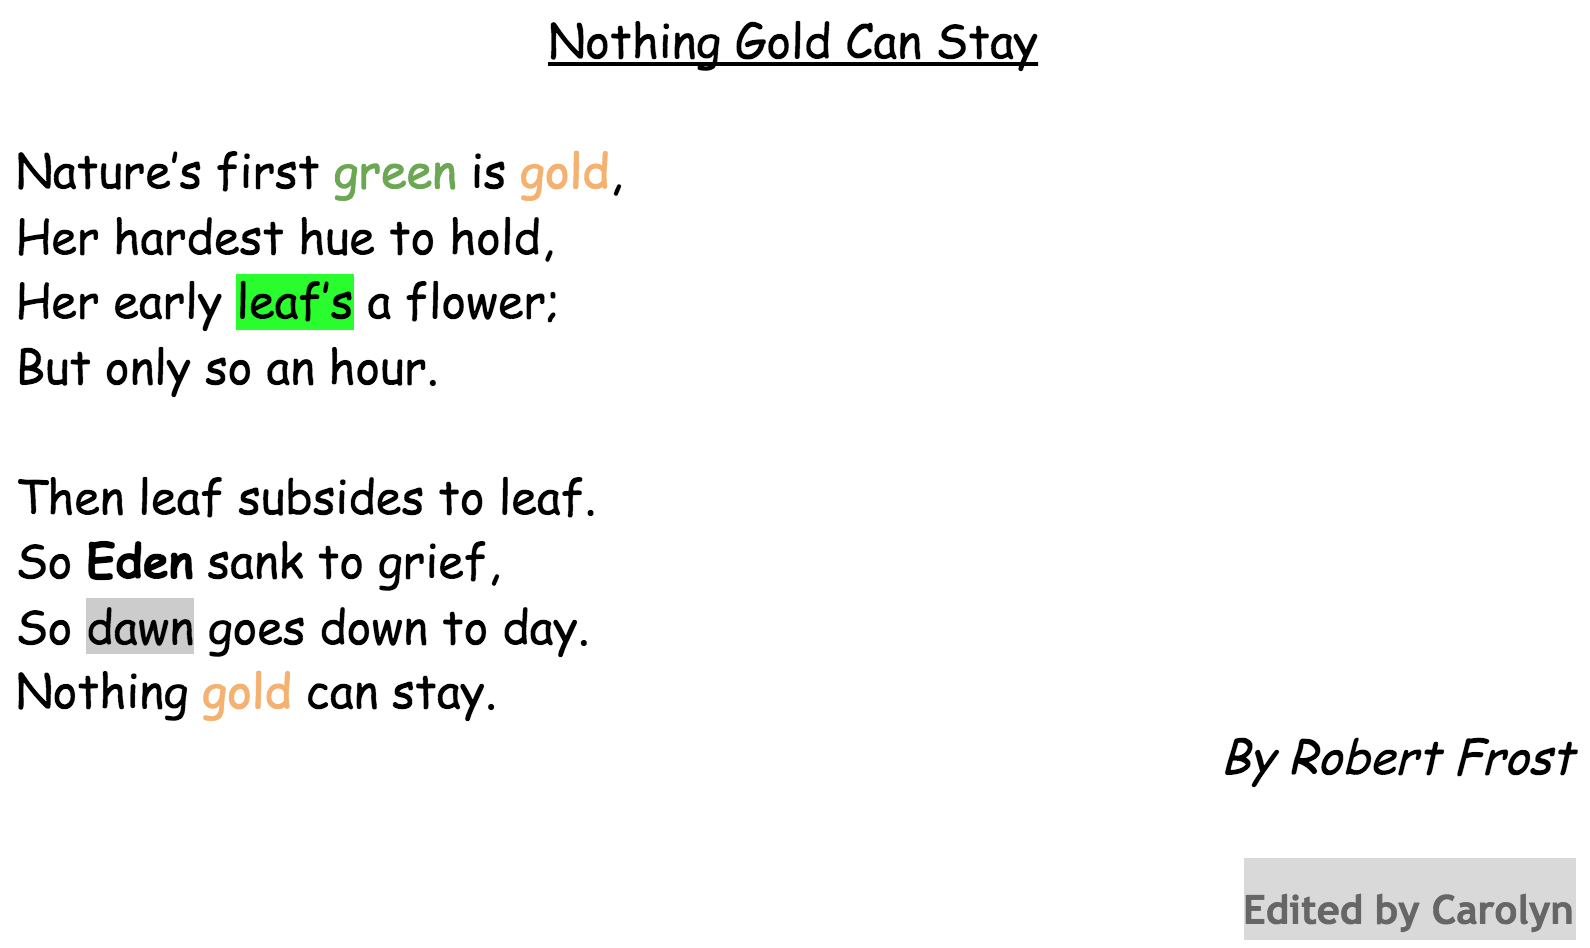 Nothing Gold Can Stay
Nature’s first green is gold,
Her hardest hue to hold,
Her early leaf’s a flower;
But only so an hour.
Then leaf subsides to leaf.
So Eden sank to grief,
So dawn goes down to day.
Nothing gold can stay.
By Robert Frost
Edited by Carolyn